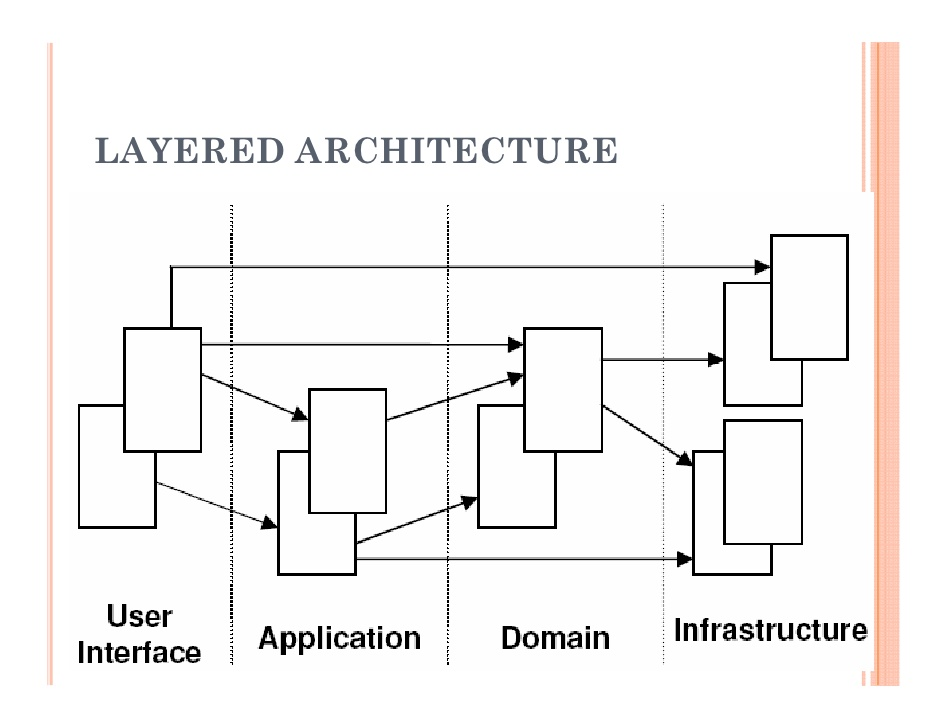 LAYERED ARCHITECTURE
User
Interface
Application
Domain
Infrastructure